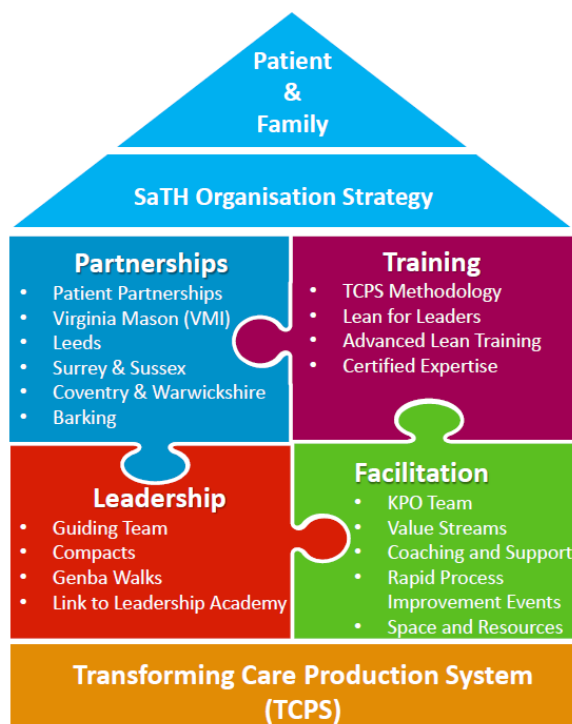 Patient
&
Family
SaTH Organisation Strategy
Partnerships
• Patient Partnerships
• Virginia Mason (VMI)
• Leeds
• Surrey & Sussex
• Coventry & Warwickshire
• Barking
Training
• TCPS Methodology
• Lean for Leaders
• Advanced Lean Training
• Certified Expertise
Leadership
• Guiding Team
• Compacts
• Genba Walks
• Link to Leadership Academy
Facilitation
• KPO Team
• Value Streams
• Coaching and Support
• Rapid Process
Improvement Events
• Space and Resources
Transforming Care Production System
(TCPS)